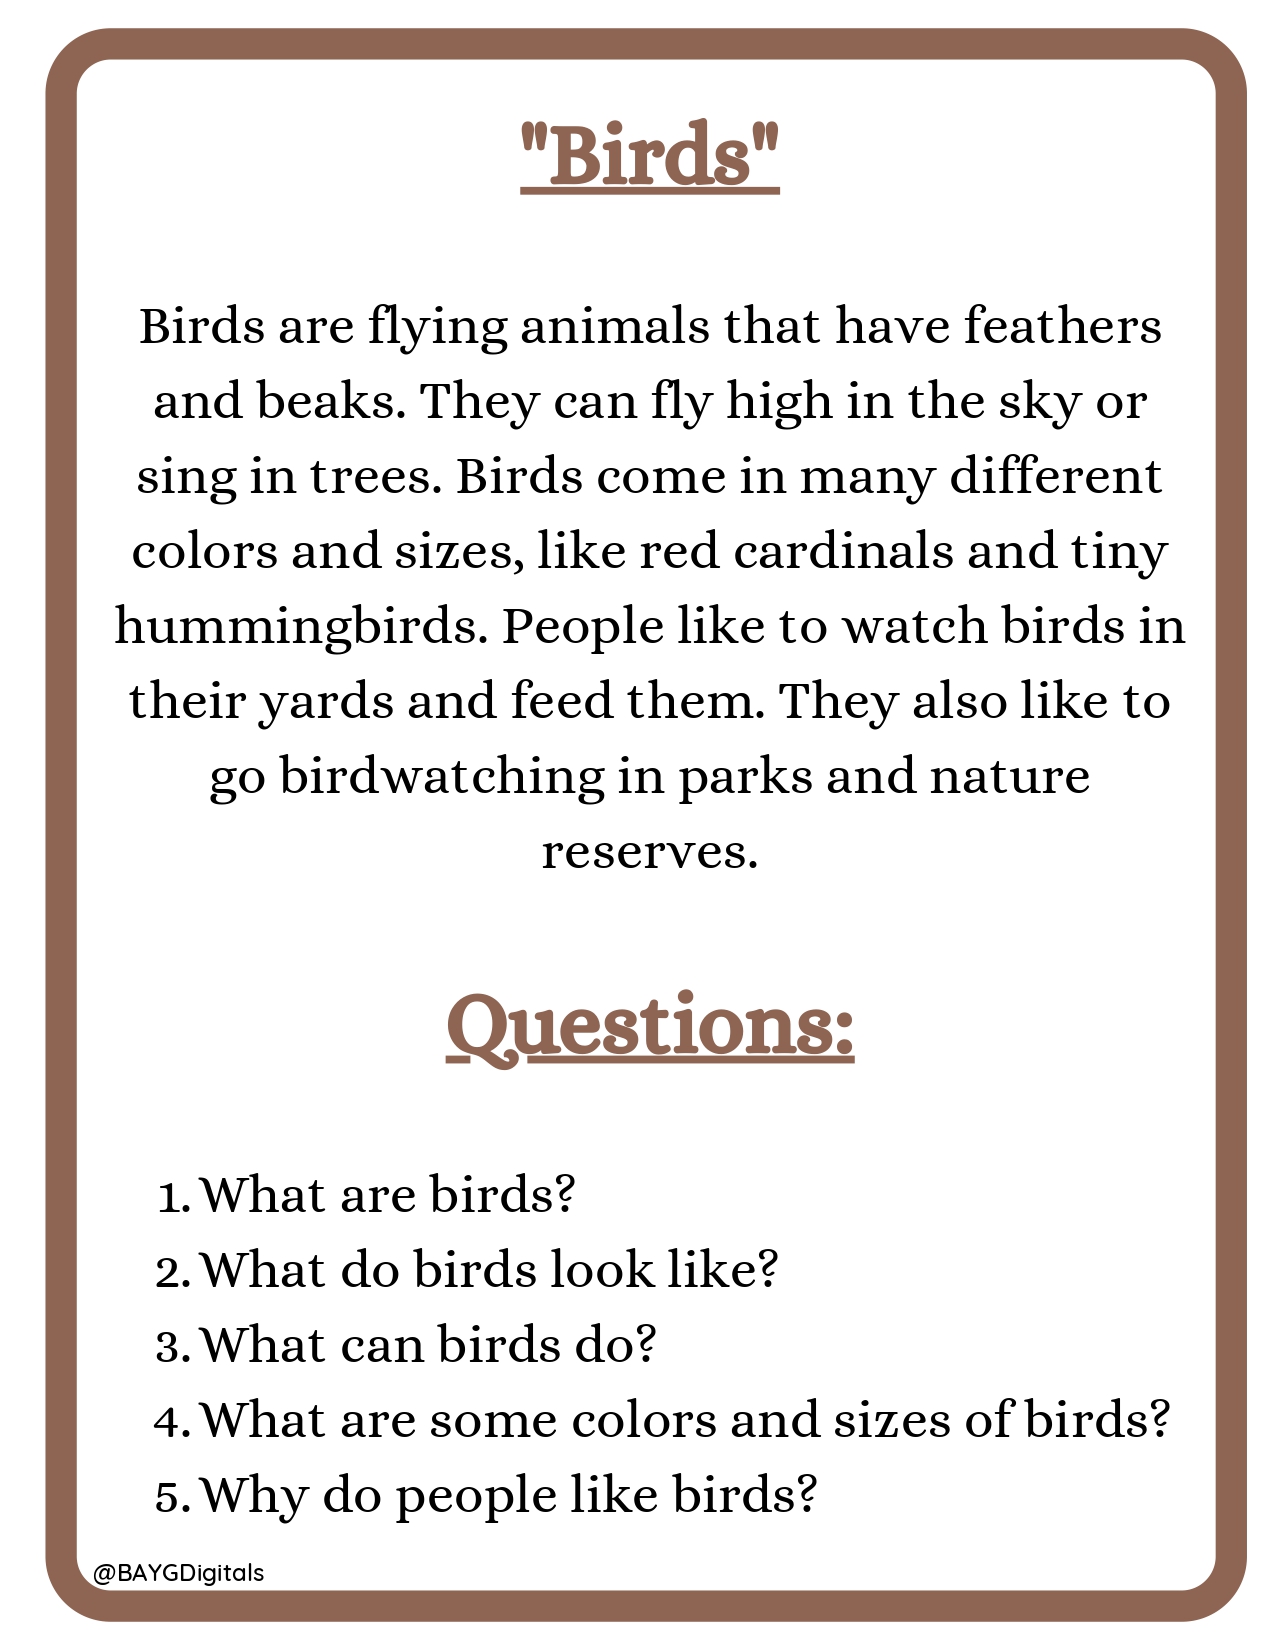 "Birds"
Birds are flying animals that have feathers
and beaks. They can fly high in the sky or
sing in trees. Birds come in many different
colors and sizes, like red cardinals and tiny
hummingbirds. People like to watch birds in
their yards and feed them. They also like to
go birdwatching in parks and nature
reserves.
Questions:
1. What are birds?
2. What do birds look like?
3. What can birds do?
4. What are some colors and sizes of birds?
5. Why do people like birds?
@BAYGDigitals